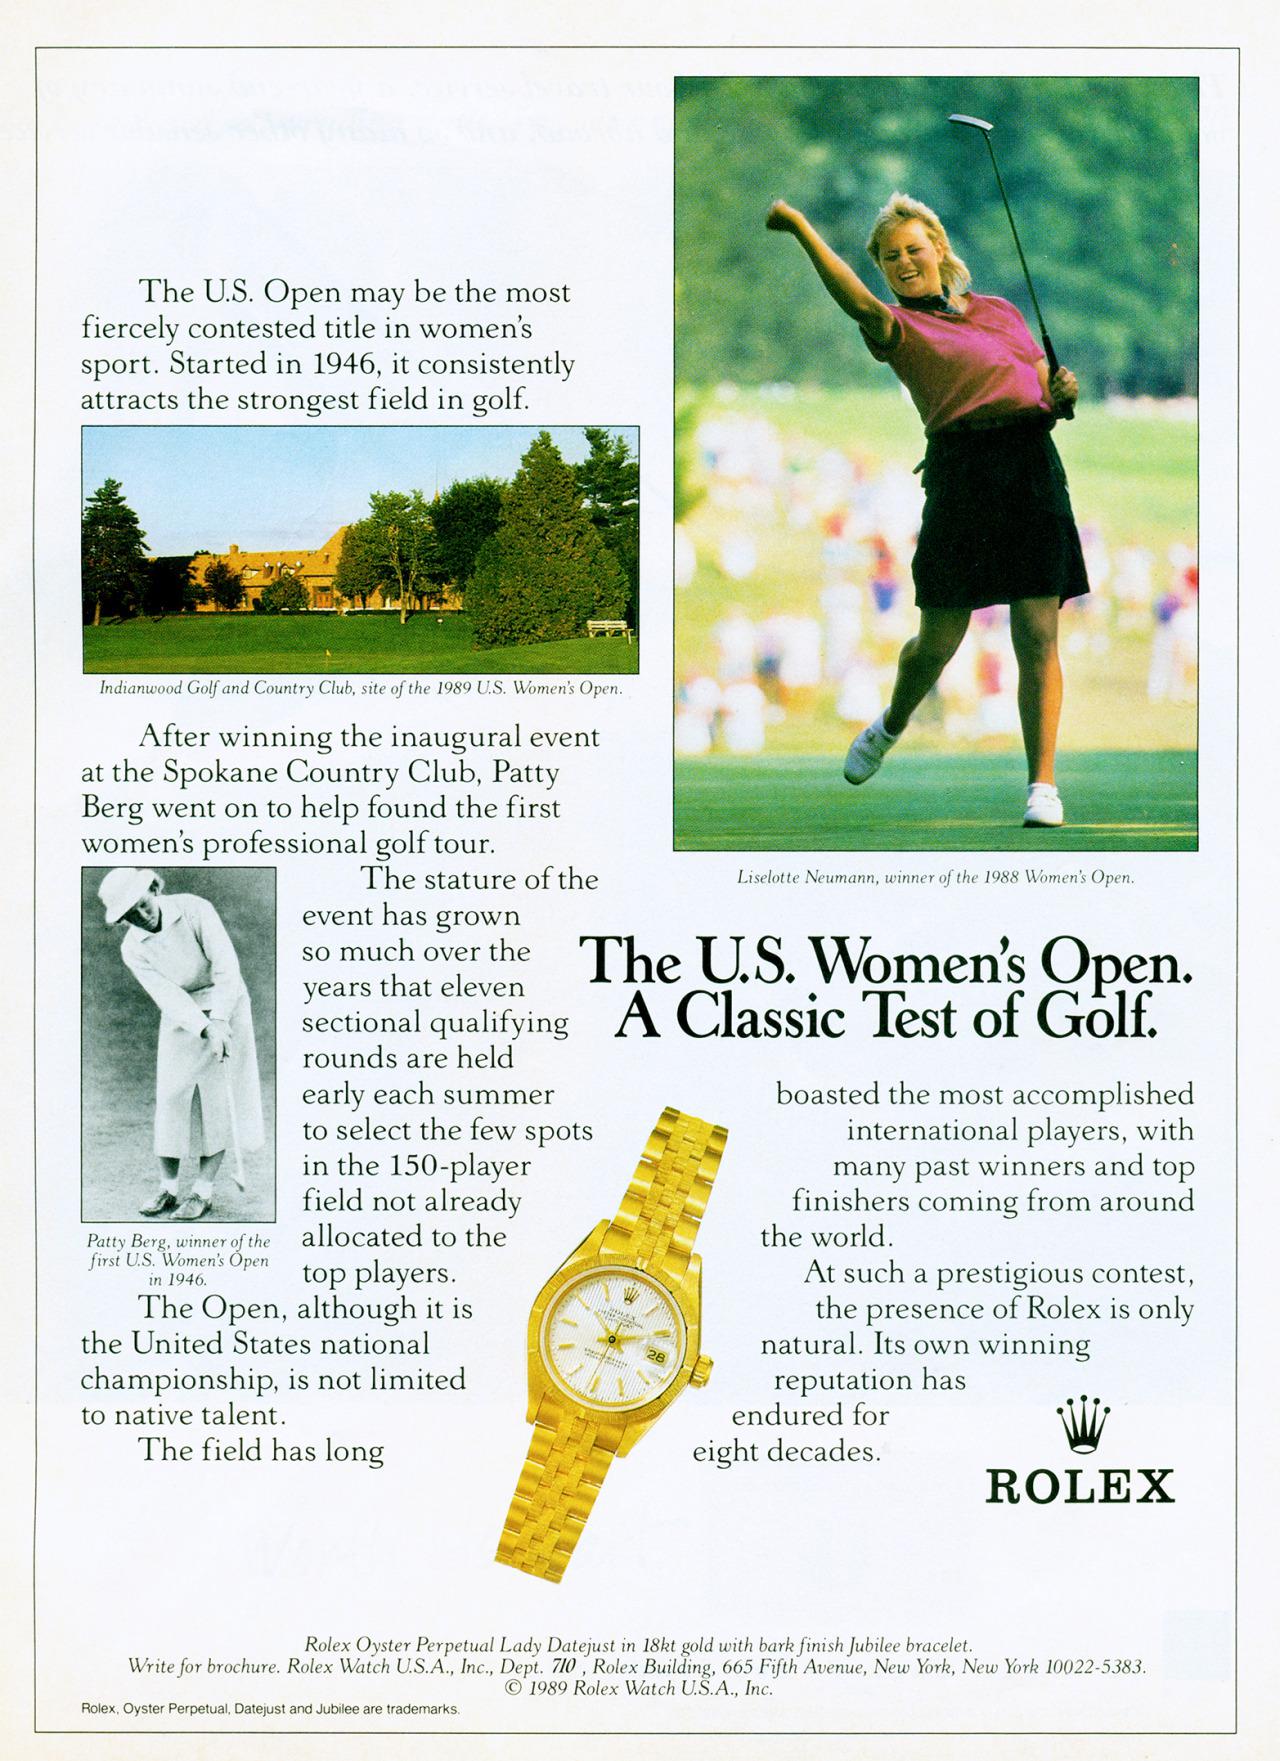 The U.S. Open may be the most
fiercely contested title in women's
sport. Started in 1946, it consistently
attracts the strongest field in golf.
Indianwood Golf and Country Club, site of the 1989 U.S. Women's Open.
After winning the inaugural event
at the Spokane Country Club, Patty
Berg went on to help found the first
women's professional golf tour.
The stature of the
event has grown
so much over the
years that eleven
sectional qualifying
rounds are held
early each summer
to select the few spots
in the 150-player
field not already
allocated to the
top players.
Patty Berg, winner of the
first U.S. Women's Open
in 1946.
The Open, although it is
the United States national
championship, is not limited
to native talent.
The field has long
Liselotte Neumann, winner of the 1988 Women's Open.
The U.S. Women's Open.
A Classic Test of Golf.
boasted the most accomplished
international players, with
many past winners and top
finishers coming from around
the world.
At such a prestigious contest,
the presence of Rolex is only
natural. Its own winning
reputation has
endured for
eight decades.
ROLEX
28
ROLEX
Rolex Oyster Perpetual Lady Datejust in 18kt gold with bark finish Jubilee bracelet.
Write for brochure. Rolex Watch U.S.A., Inc., Dept. 710 , Rolex Building, 665 Fifth Avenue, New York, New York 10022-5383.
© 1989 Rolex Watch U.S.A., Inc.
Rolex, Oyster Perpetual, Datejust and Jubilee are trademarks.